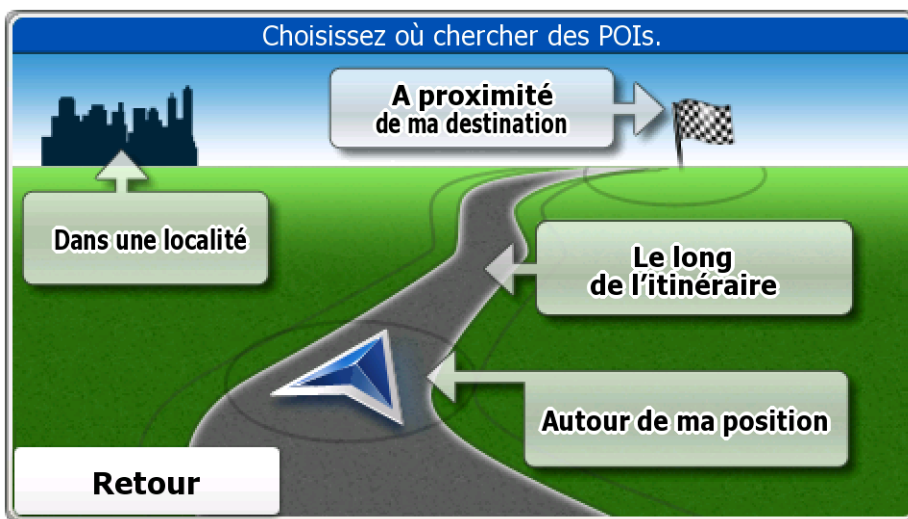 Choisissez où chercher des POIs.
A proximité
de ma destination
Dans une localité
Le long
de l'itinéraire
Autour de ma position
Retour